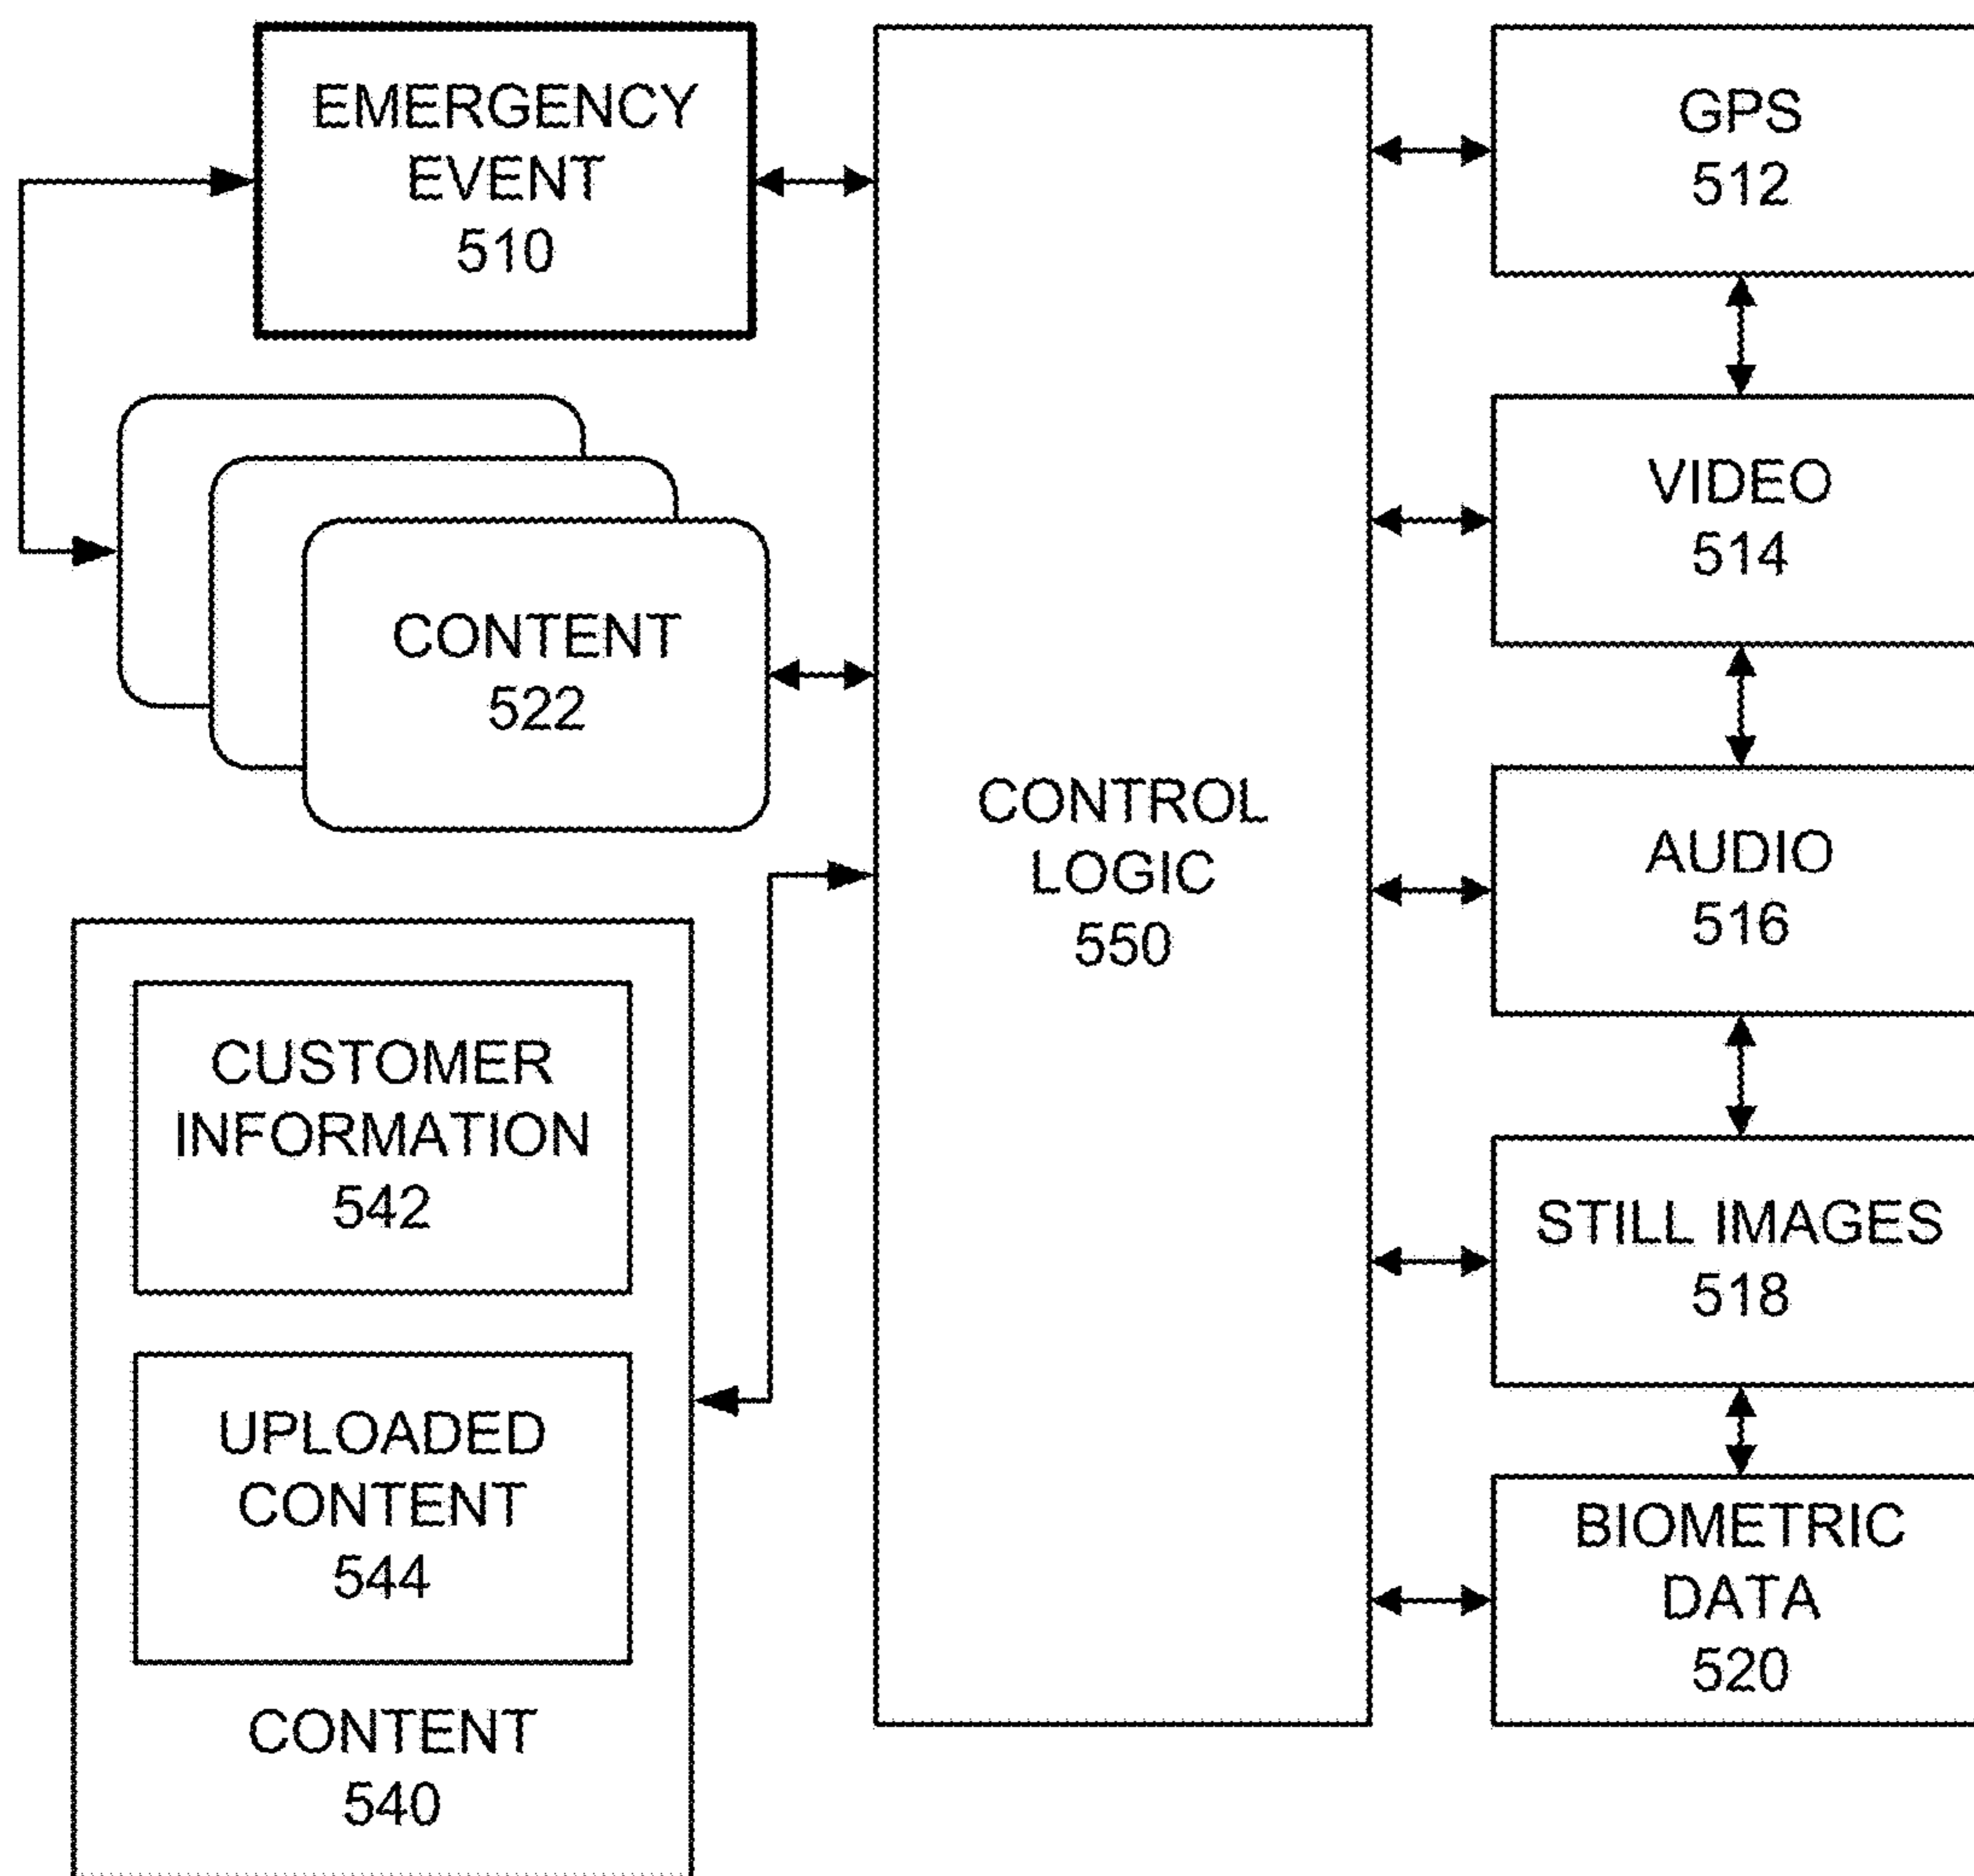 EMERGENCY
EVENT
510
CONTENT
522
CUSTOMER
INFORMATION
542
UPLOADED
CONTENT
544
CONTENT
540
CONTROL
LOGIC
550
GPS
512
VIDEO
514
AUDIO
516
STILL IMAGES
518
BIOMETRIC
DATA
520